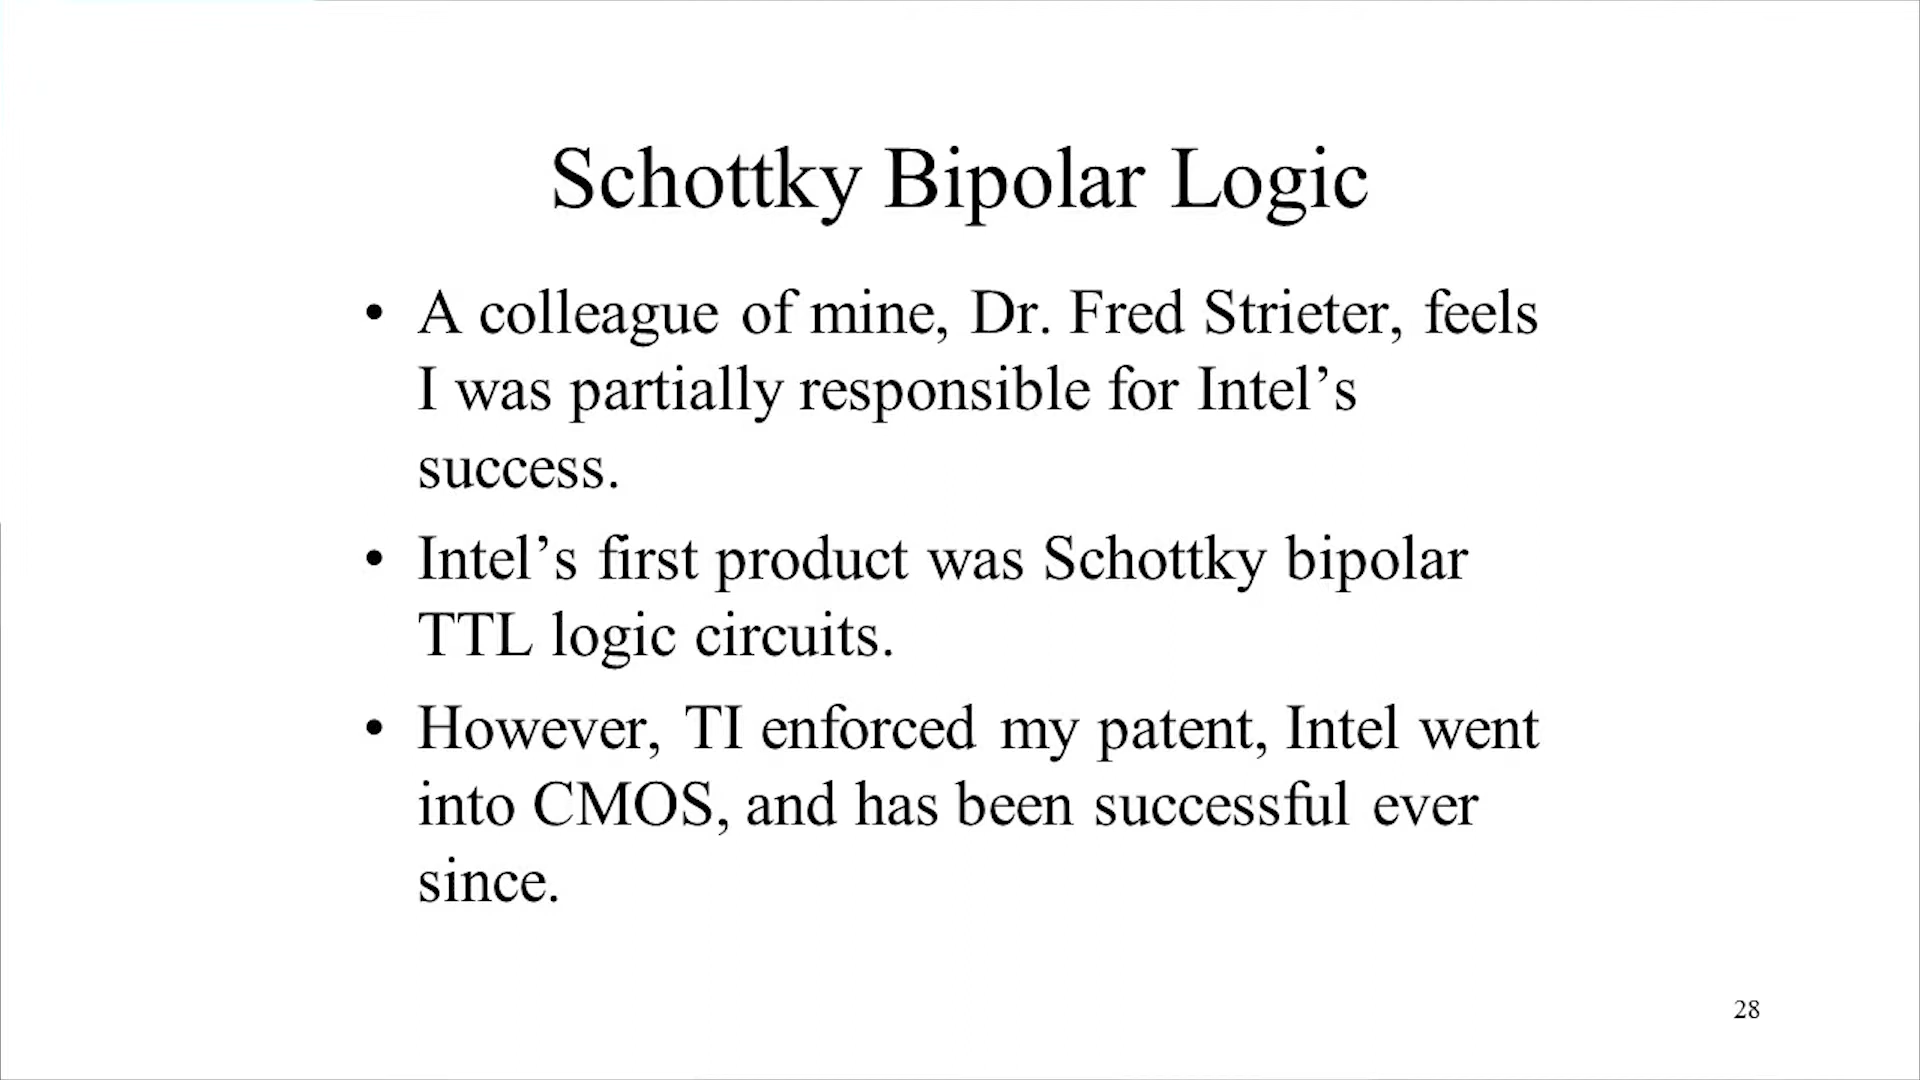 Schottky Bipolar Logic
• A colleague of mine, Dr. Fred Strieter, feels
I was partially responsible for Intel’s
success.
• Intel’s first product was Schottky bipolar
TTL logic circuits.
• However, TI enforced my patent, Intel went
into CMOS, and has been successful ever
since.
28